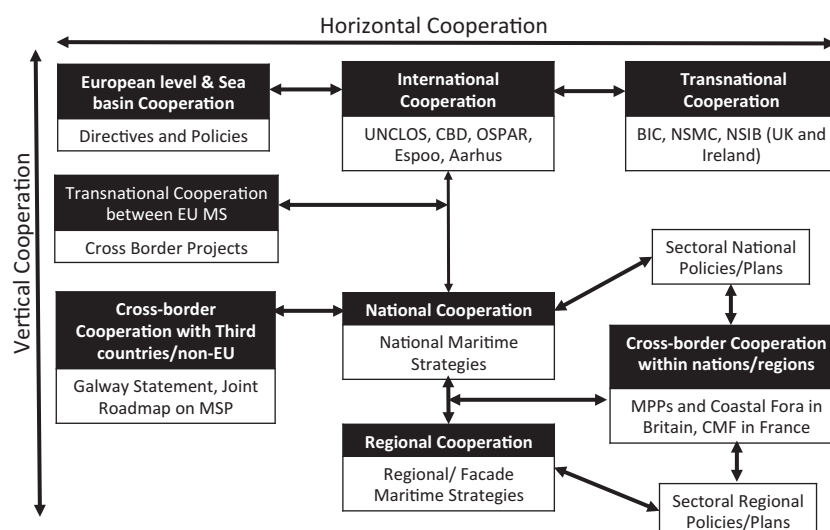 Horizontal Cooperation
Vertical Cooperation
European level & Sea
basin Cooperation
Directives and Policies
International
Cooperation
UNCLOS, CBD, OSPAR,
Espoo, Aarhus
Transnational
Cooperation
BIC, NSMC, NSIB (UK and
Ireland)
Transnational Cooperation
between EU MS
Cross Border Projects
Sectoral National
Policies/Plans
Cross-border
Cooperation with Third
countries/non-EU
Galway Statement, Joint
Roadmap on MSP
National Cooperation
National Maritime
Strategies
Cross-border Cooperation
within nations/regions
MPPs and Coastal Fora in
Britain, CMF in France
Regional Cooperation
Regional/ Facade
Maritime Strategies
Sectoral Regional
Policies/Plans